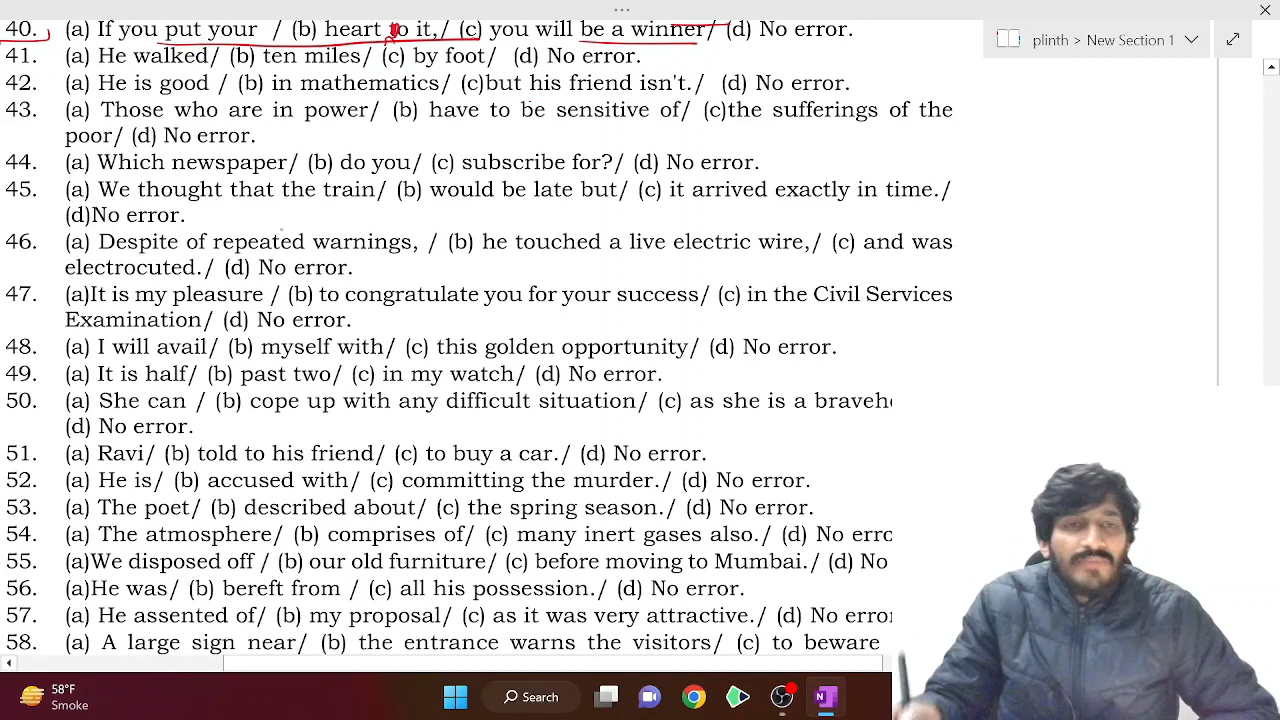 40. (a) If you put your / (b) heart to it,/ (c) you will be a winner/ (d) No error.
41. (a) He walked/ (b) ten miles/ (c) by foot/ (d) No error.
42. (a) He is good / (b) in mathematics/ (c)but his friend isn't./ (d) No error.
43. (a) Those who are in power/ (b) have to be sensitive of/ (c)the sufferings of the
poor/ (d) No error.
44. (a) Which newspaper/ (b) do you/ (c) subscribe for?/ (d) No error.
45. (a) We thought that the train/ (b) would be late but/ (c) it arrived exactly in time./
(d)No error.
46. (a) Despite of repeated warnings, / (b) he touched a live electric wire,/ (c) and was
electrocuted./ (d) No error.
47. (a)It is my pleasure / (b) to congratulate you for your success/ (c) in the Civil Services
Examination/ (d) No error.
48. (a) I will avail/ (b) myself with/ (c) this golden opportunity/ (d) No error.
49. (a) It is half/ (b) past two/ (c) in my watch/ (d) No error.
50. (a) She can / (b) cope up with any difficult situation/ (c) as she is a
(d) No error.
51. (a) Ravi/ (b) told to his friend/ (c) to buy a car./ (d) No error.
52. (a) He is/ (b) accused with/ (c) committing the murder./ (d) No error.
53. (a) The poet/ (b) described about/ (c) the spring season./ (d) No error.
54. (a) The atmosphere/ (b) comprises of/ (c) many inert gases also./ (d) No
55. (a)We disposed off / (b) our old furniture/ (c) before moving to Mumbai./ (d) No
56. (a)He was/ (b) bereft from / (c) all his possession./ (d) No error.
57. (a) He assented of/ (b) my proposal/ (c) as it was very attractive./ (d) No error
58. (a) A large sign near/ (b) the entrance warns the visitors/ (c) to beware
plinth > New Section 1
58°F
Smoke
Search